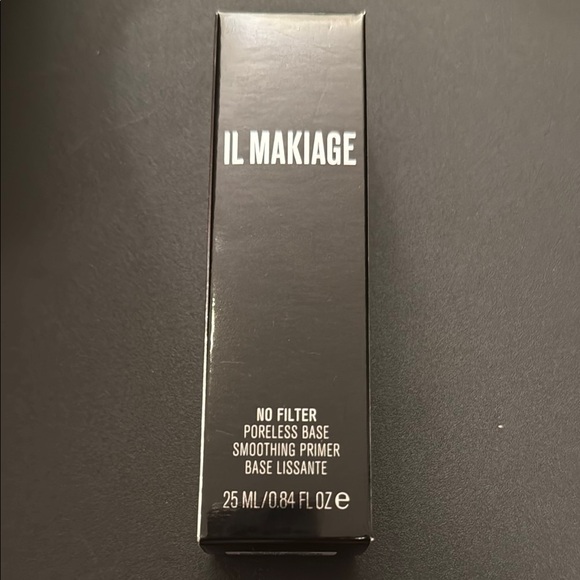 IL MAKIAGE
NO FILTER
PORELESS BASE
SMOOTHING PRIMER
BASE LISSANTE
25 ML/0.84 FL OZ ℮